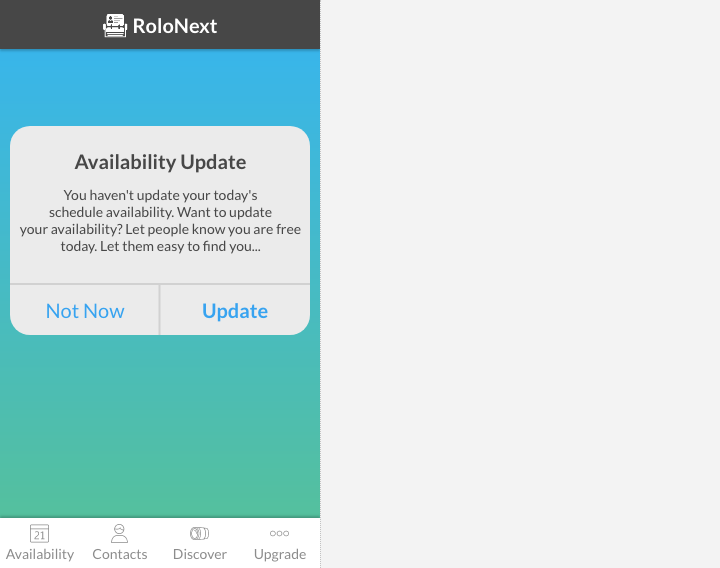 RoloNext
Availability Update
You haven't update your today's
schedule availability. Want to update
your availability? Let people know you are free
today. Let them easy to find you...
Not Now
Update
21
Availability
Contacts
Discover
Upgrade